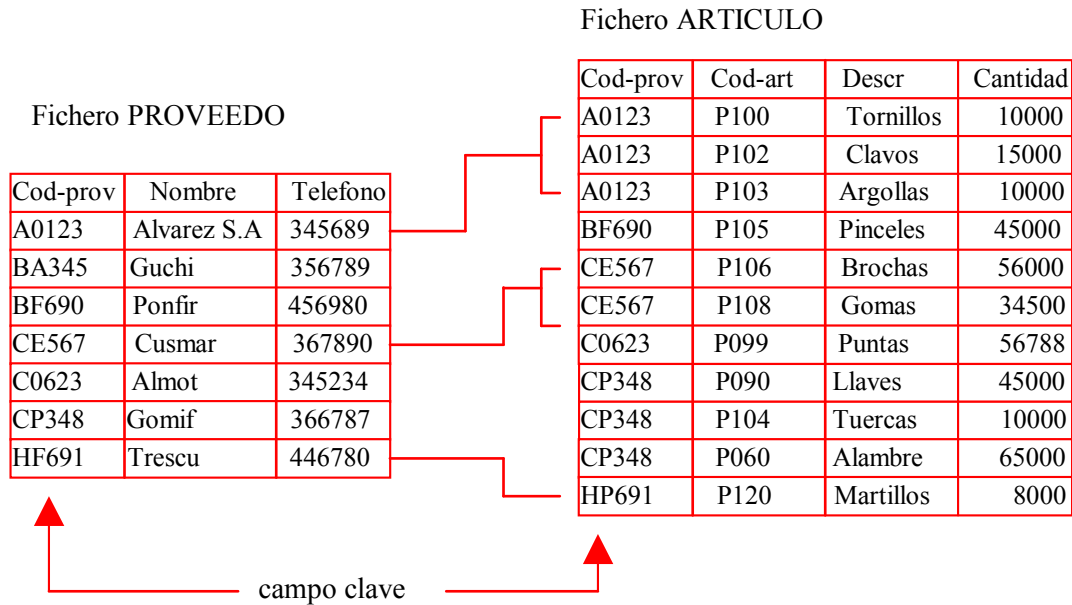 Fichero PROVEEDO
Cod-prov Nombre Telefono
A0123 Alvarez S.A 345689
BA345 Guchi 356789
BF690 Ponfir 456980
CE567 Cusmar 367890
C0623 Almot 345234
CP348 Gomif 366787
HF691 Trescu 446780
Fichero ARTICULO
Cod-prov Cod-art Descr Cantidad
A0123 P100 Tornillos 10000
A0123 P102 Clavos 15000
A0123 P103 Argollas 10000
BF690 P105 Pinceles 45000
CE567 P106 Brochas 56000
CE567 P108 Gomas 34500
C0623 P099 Puntas 56788
CP348 P090 Llaves 45000
CP348 P104 Tuercas 10000
CP348 P060 Alambre 65000
HP691 P120 Martillos 8000
campo clave